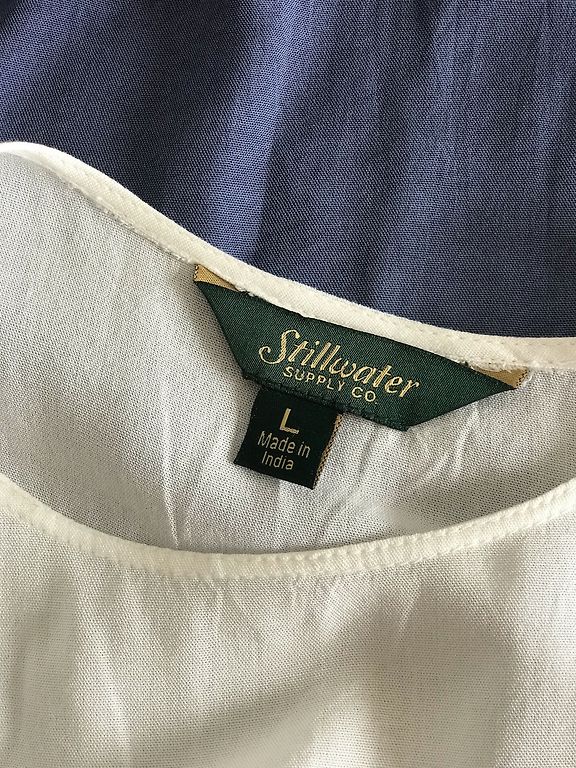 Stillwater
SUPPLY CO.
L
Made in
India